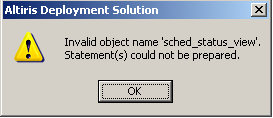 Altiris Deployment Solution
Invalid object name 'sched_status_view'.
Statement(s) could not be prepared.
OK